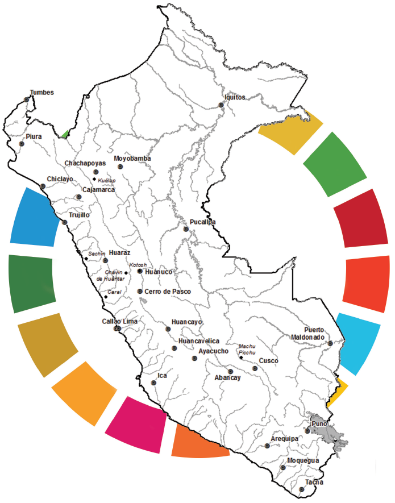 Tumbes
Iquitos
Piura
Moyobamba
Chachapoyas
Kuélap
Chiclayo
Cajamarca
Trujillo
Pucallpa
Sechín
Huaraz
Kotosh
Chavín
de Huántar
Huánuco
Caral
Cerro de Pasco
Callao Lima
Huancayo
Puerto
Maldonado
Huancavelica
Machu
Picchu
Ayacucho
Cusco
Abancay
Ica
Puno
Arequipa
Moquegua
Tacna